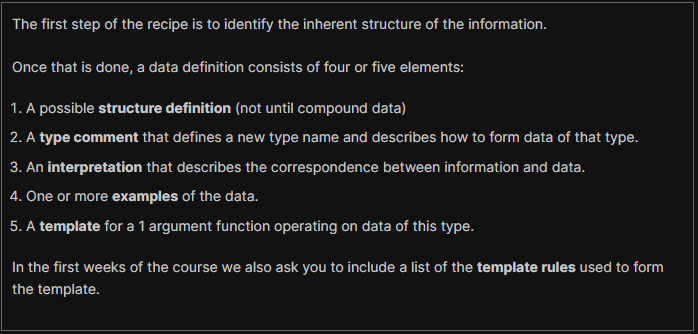 The first step of the recipe is to identify the inherent structure of the information.
Once that is done, a data definition consists of four or five elements:
1. A possible structure definition (not until compound data)
2. A type comment that defines a new type name and describes how to form data of that type.
3. An interpretation that describes the correspondence between information and data.
4. One or more examples of the data.
5. A template for a 1 argument function operating on data of this type.
In the first weeks of the course we also ask you to include a list of the template rules used to form
the template.